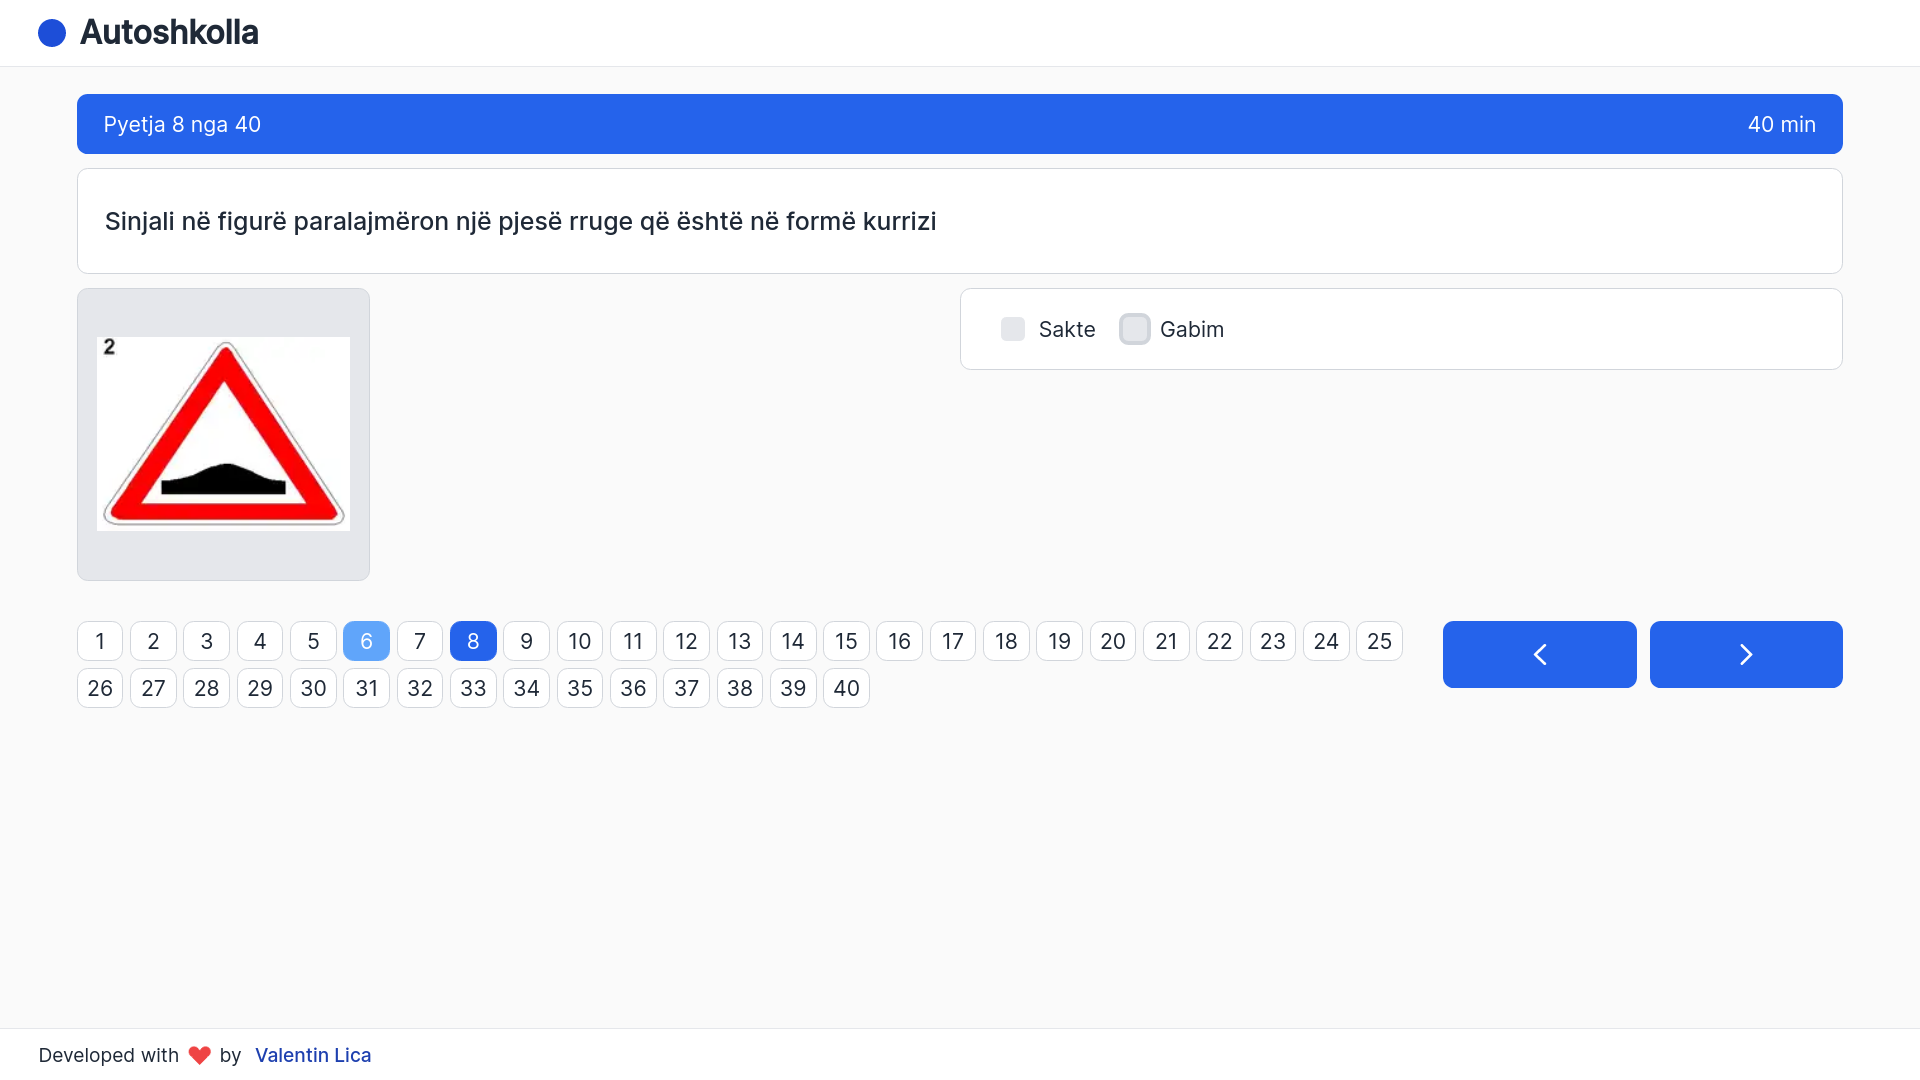 Autoshkolla
Pyetja 8 nga 40
40 min
Sinjali në figurë paralajmëron një pjesë rruge që është në formë kurrizi
2
Sakte
Gabim
1 2 3 4 5 6 7 8 9 10 11 12 13 14 15 16 17 18 19 20 21 22 23 24 25
26 27 28 29 30 31 32 33 34 35 36 37 38 39 40
Developed with ❤ by Valentin Lica